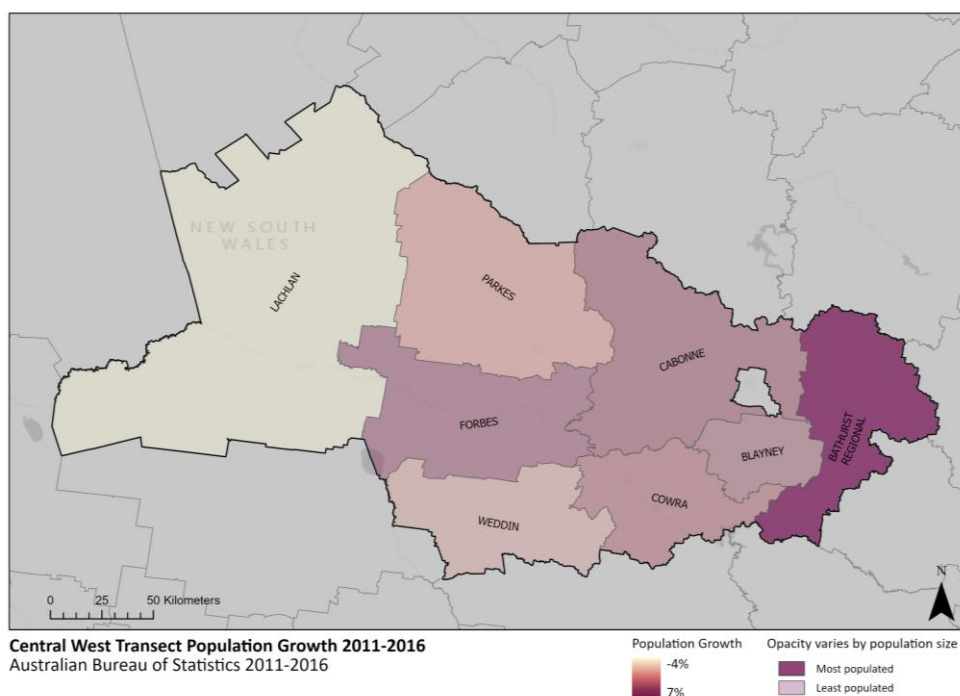 NEW SOUTH
WALES
LACHLAN
PARKES
CABONNE
FORBES
BLAYNEY
BATHURST
REGIONAL
COWRA
WEDDIN
0 25 50 Kilometers
N
Central West Transect Population Growth 2011-2016
Australian Bureau of Statistics 2011-2016
Population Growth
-4%
7%
Opacity varies by population size
Most populated
Least populated